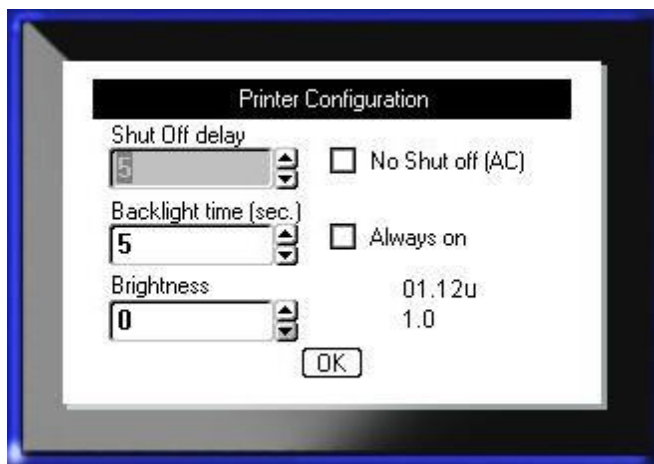 Printer Configuration
Shut Off delay
5
No Shut off (AC)
Backlight time (sec.)
5
Always on
Brightness
0
01.12u
1.0
OK